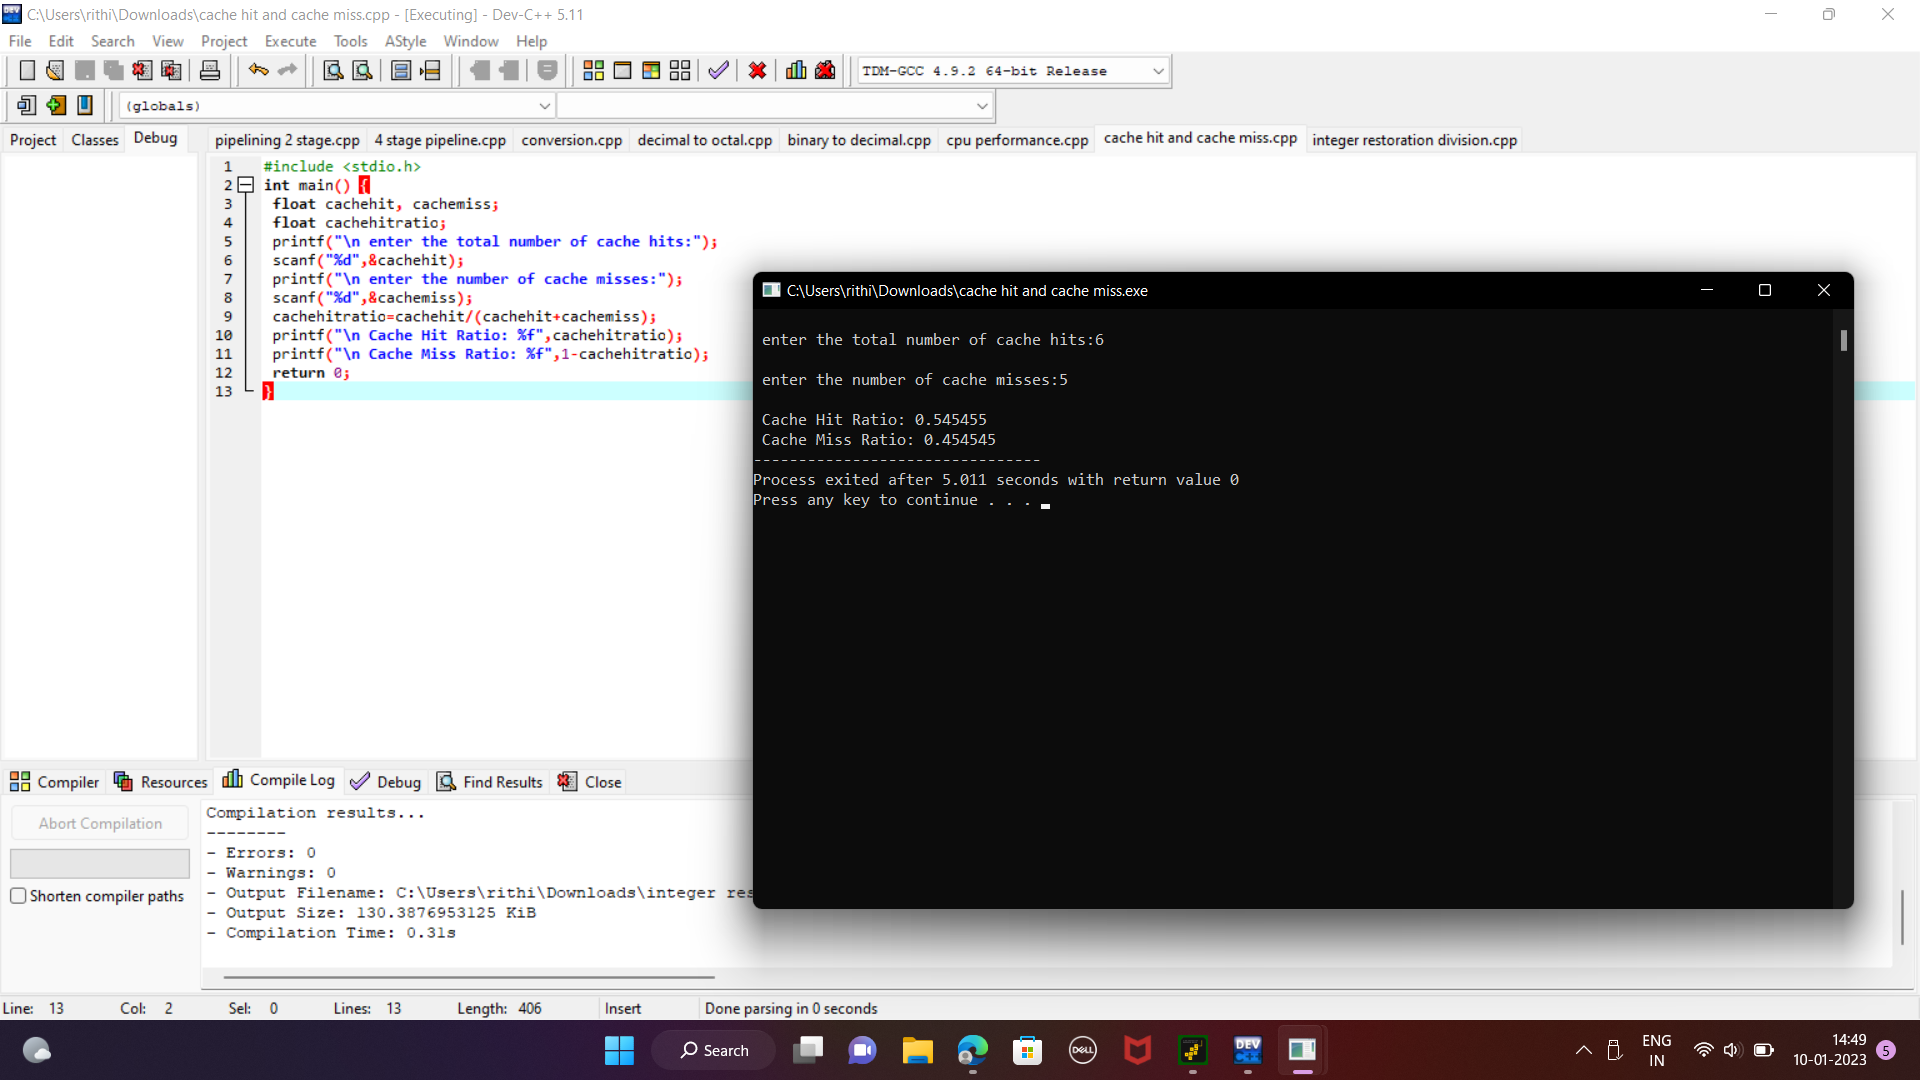 C:\Users\rithi\Downloads\cache hit and cache miss.cpp - [Executing] - Dev-C++ 5.11
File Edit Search View Project Execute Tools AStyle Window Help
TDM-GCC 4.9.2 64-bit Release
(globals)
Project Classes Debug
pipelining 2 stage.cpp 4 stage pipeline.cpp conversion.cpp decimal to octal.cpp binary to decimal.cpp cpu performance.cpp cache hit and cache miss.cpp integer restoration division.cpp
1 #include <stdio.h>
2 int main() {
3 float cachehit, cachemiss;
4 float cachehitratio;
5 printf("\n enter the total number of cache hits:");
6 scanf("%d",&cachehit);
7 printf("\n enter the number of cache misses:");
8 scanf("%d",&cachemiss);
9 cachehitratio=cachehit/(cachehit+cachemiss);
10 printf("\n Cache Hit Ratio: %f",cachehitratio);
11 printf("\n Cache Miss Ratio: %f",1-cachehitratio);
12 return 0;
13 }
C:\Users\rithi\Downloads\cache hit and cache miss.exe
enter the total number of cache hits:6
enter the number of cache misses:5
Cache Hit Ratio: 0.545455
Cache Miss Ratio: 0.454545
--------------------------------
Process exited after 5.011 seconds with return value 0
Press any key to continue . . .
Compiler Resources Compile Log Debug Find Results Close
Abort Compilation
Shorten compiler paths
Compilation results...
--------
- Errors: 0
- Warnings: 0
- Output Filename: C:\Users\rithi\Downloads\integer res
- Output Size: 130.3876953125 KiB
- Compilation Time: 0.31s
Line: 13 Col: 2 Sel: 0 Lines: 13 Length: 406 Insert Done parsing in 0 seconds
Search
DELL
DEV
C++
ENG
IN
14:49
10-01-2023
5